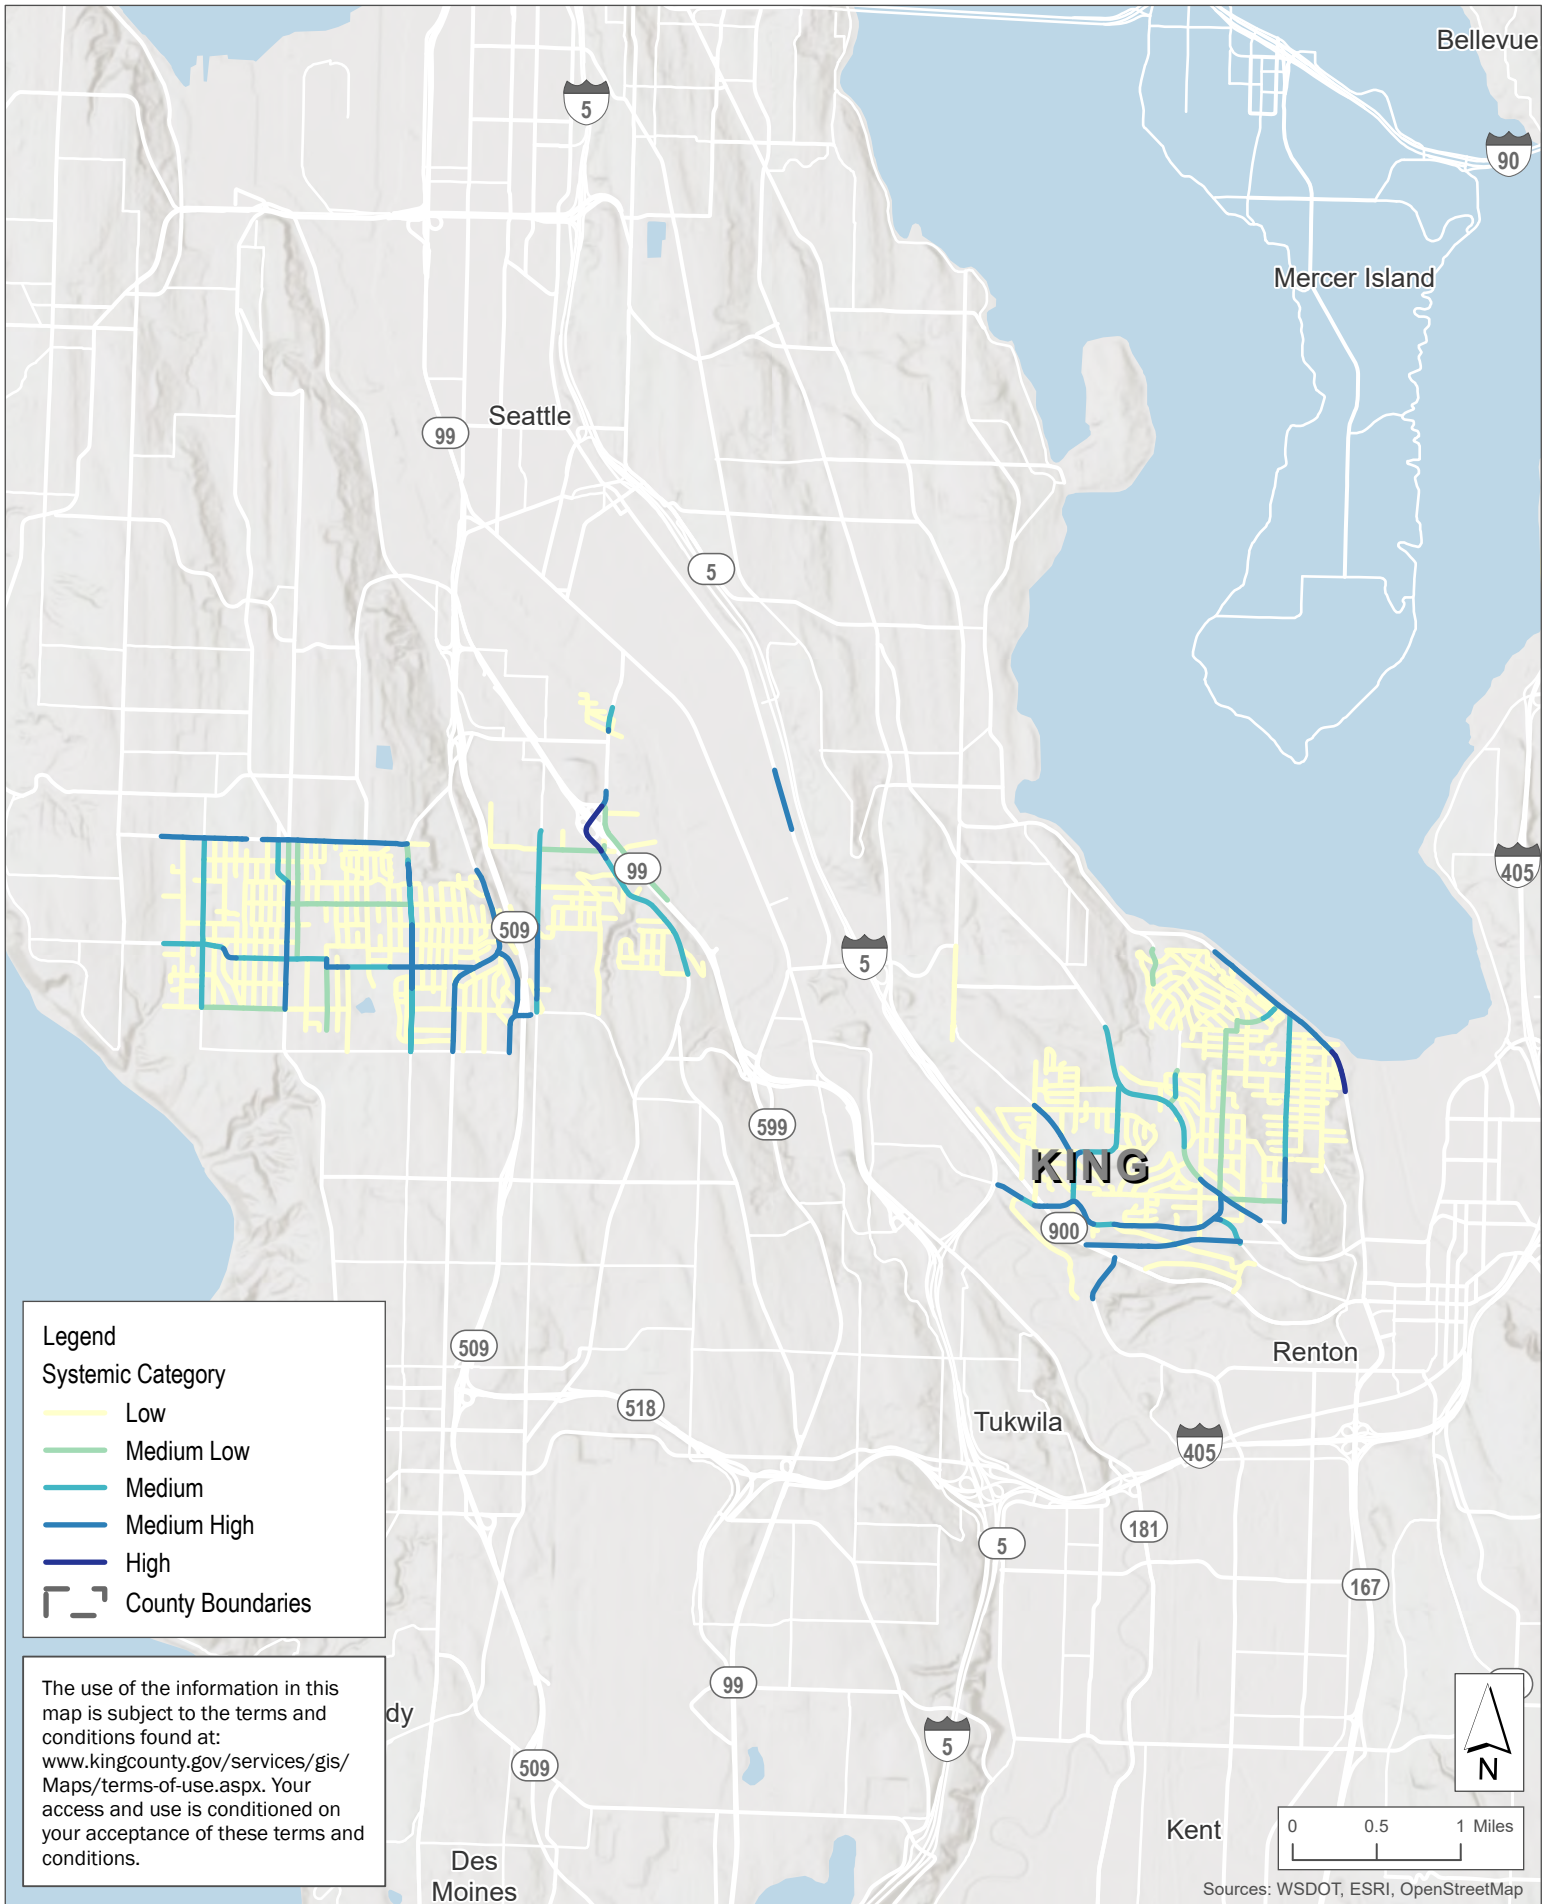 Bellevue
5
90
Mercer Island
Seattle
99
5
405
99
509
5
599
KING
900
Renton
509
518
Tukwila
405
5
181
167
99
5
509
dy
Kent
Des
Moines
Legend
Systemic Category
Low
Medium Low
Medium
Medium High
High
County Boundaries
The use of the information in this
map is subject to the terms and
conditions found at:
www.kingcounty.gov/services/gis/
Maps/terms-of-use.aspx. Your
access and use is conditioned on
your acceptance of these terms and
conditions.
N
0 0.5 1 Miles
Sources: WSDOT, ESRI, OpenStreetMap